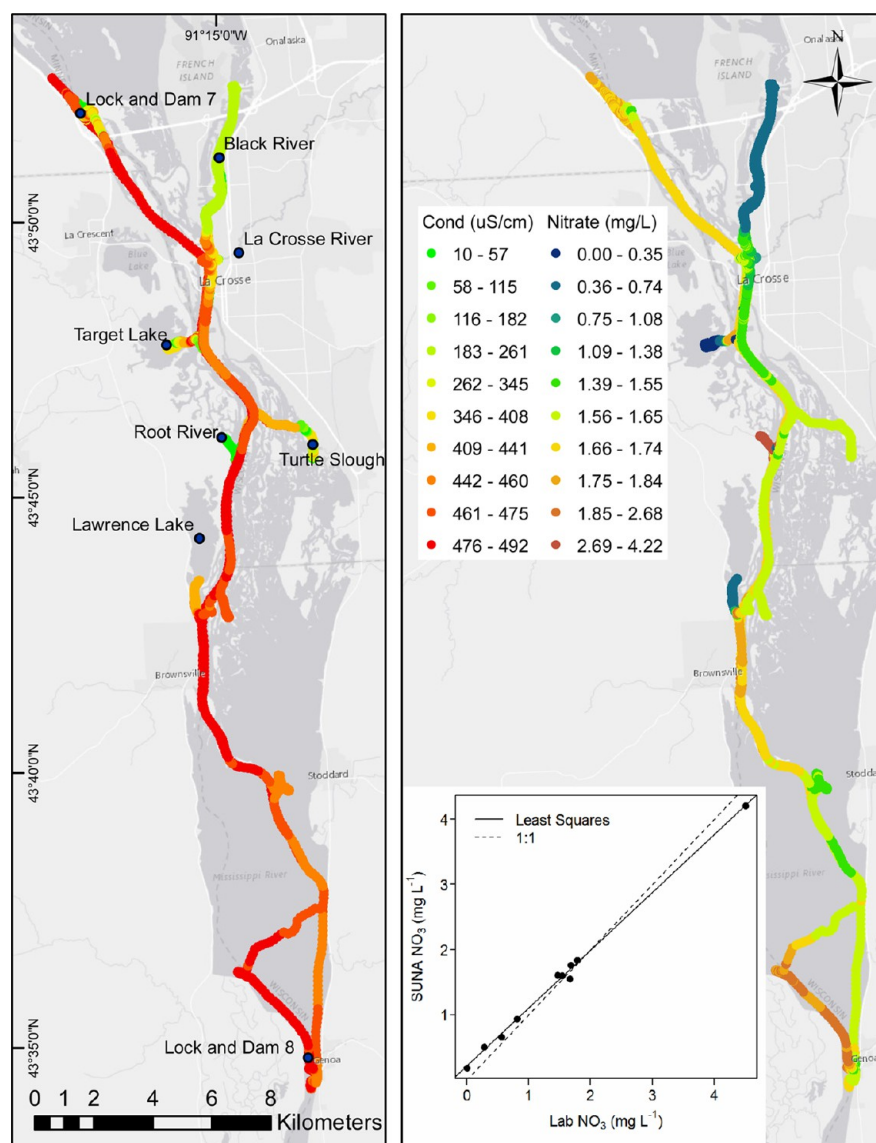 91°15'0"W
Onalaska
FRENCH
ISLAND
Lock and Dam 7
Black River
43°50'0"N
La Crescent
La Crosse River
Blue
Lake
La Crosse
Target Lake
Root River
Turtle Slough
43°45'0"N
Lawrence Lake
Brownsville
43°40'0"N
Stoddard
Mississippi River
WISCONSIN
43°35'0"N
Lock and Dam 8
Genoa
0 1 2 4 6 8
Kilometers
Onalaska
N
FRENCH
ISLAND
Cond (uS/cm) Nitrate (mg/L)
10 - 57 0.00 - 0.35
58 - 115 0.36 - 0.74
116 - 182 0.75 - 1.08
183 - 261 1.09 - 1.38
262 - 345 1.39 - 1.55
346 - 408 1.56 - 1.65
409 - 441 1.66 - 1.74
442 - 460 1.75 - 1.84
461 - 475 1.85 - 2.68
476 - 492 2.69 - 4.22
La Crosse
Brownsville
Stoddard
Mississippi River
WISCONSIN
Genoa
Least Squares
1:1
SUNA NO3 (mg L⁻¹)
4
3
2
1
0 1 2 4
Lab NO3 (mg L⁻¹)